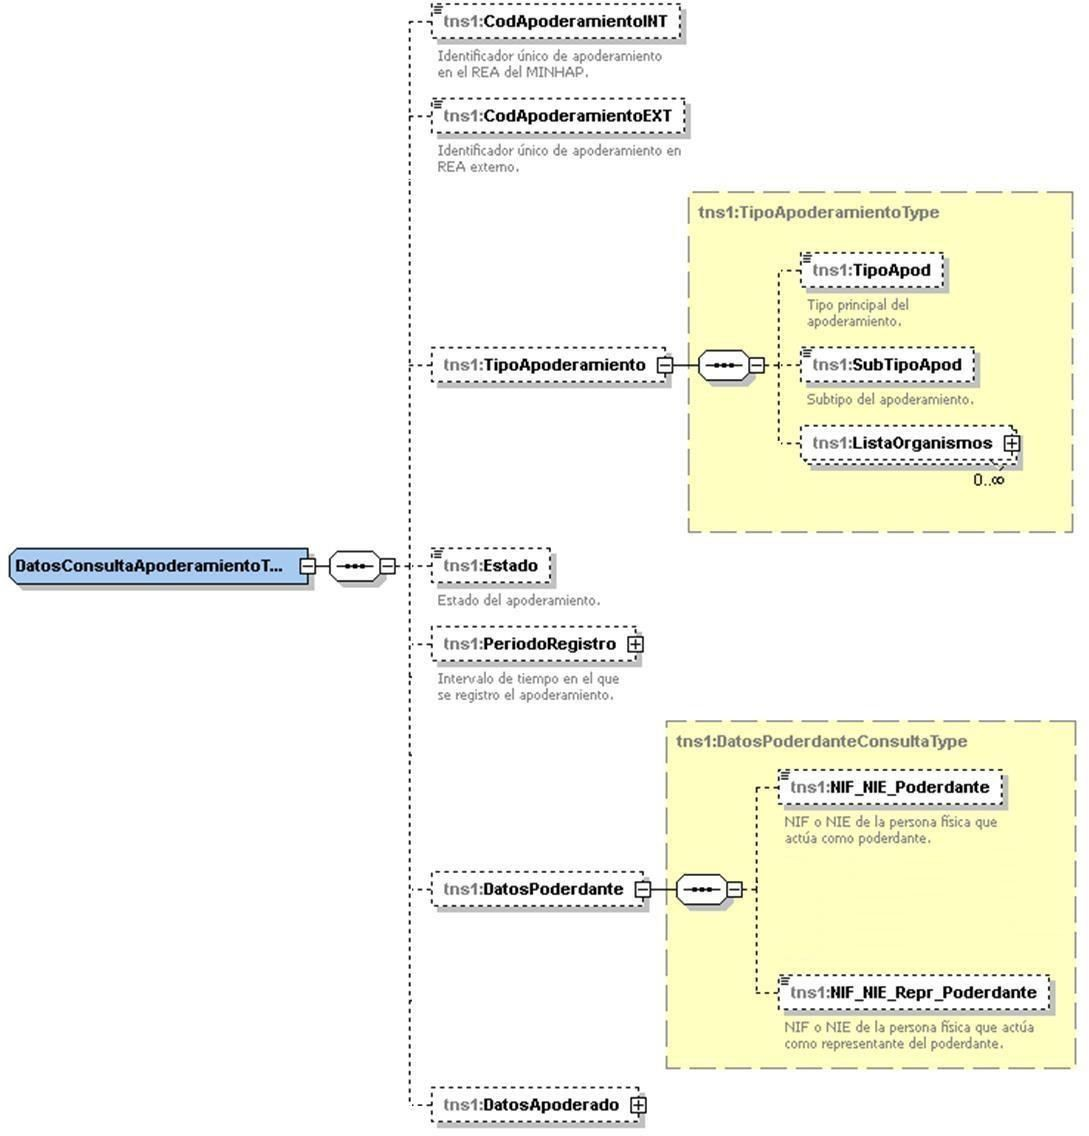 tns1:CodApoderamientoINT
Identificador único de apoderamiento
en el REA del MINHAP.
tns1:CodApoderamientoEXT
Identificador único de apoderamiento en
REA externo.
tns1:TipoApoderamientoType
tns1:TipoApod
Tipo principal del
apoderamiento.
tns1:TipoApoderamiento
tns1:SubTipoApod
Subtipo del apoderamiento.
tns1:ListaOrganismos
0..∞
DatosConsultaApoderamientoT...
tns1:Estado
Estado del apoderamiento.
tns1:PeriodoRegistro
Intervalo de tiempo en el que
se registro el apoderamiento.
tns1:DatosPoderdanteConsultaType
tns1:NIF_NIE_Poderdante
NIF o NIE de la persona física que
actúa como poderdante.
tns1:DatosPoderdante
tns1:NIF_NIE_Repr_Poderdante
NIF o NIE de la persona física que actúa
como representante del poderdante.
tns1:DatosApoderado